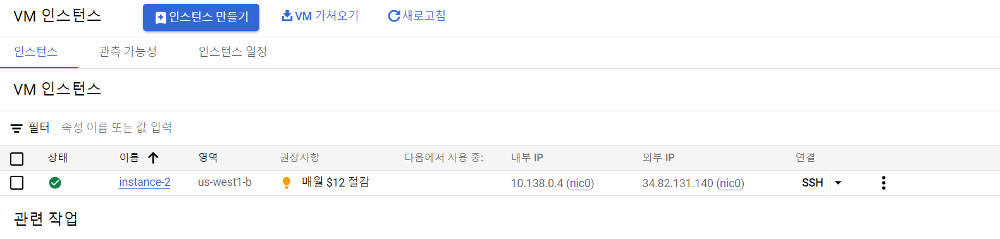 VM 인스턴스 인스턴스 만들기 VM 가져오기 새로고침
인스턴스 관측 가능성 인스턴스 일정
VM 인스턴스
필터 속성 이름 또는 값 입력
상태 이름 영역 권장사항 다음에서 사용 중: 내부 IP 외부 IP 연결
instance-2 us-west1-b 매월 $12 절감 10.138.0.4 (nic0) 34.82.131.140 (nic0) SSH
관련 작업